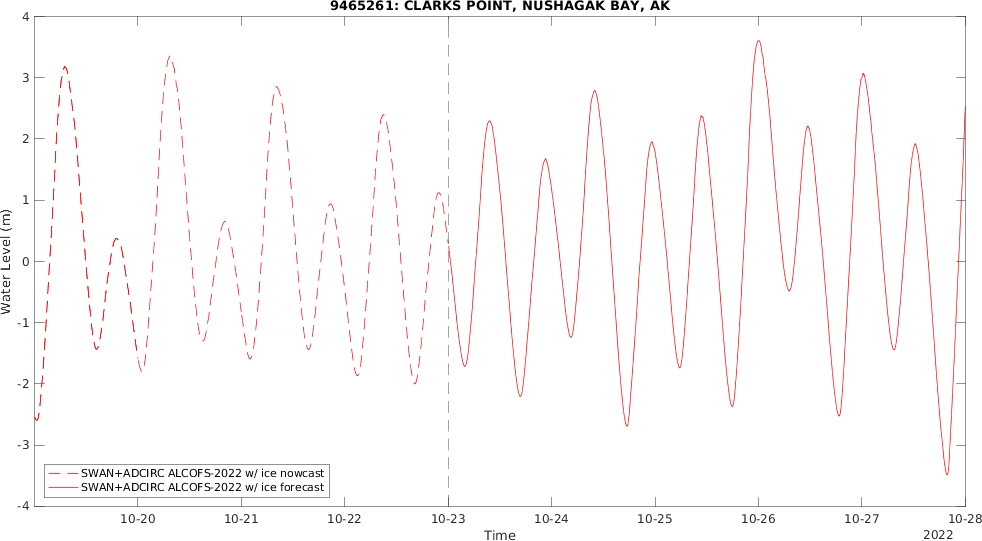 9465261: CLARKS POINT, NUSHAGAK BAY, AK
Water Level (m)
4
3
2
1
0
-1
-2
-3
-4
SWAN+ADCIRC ALCOFS-2022 w/ ice nowcast
SWAN+ADCIRC ALCOFS-2022 w/ ice forecast
10-20 10-21 10-22 10-23 10-24 10-25 10-26 10-27 10-28
Time
2022